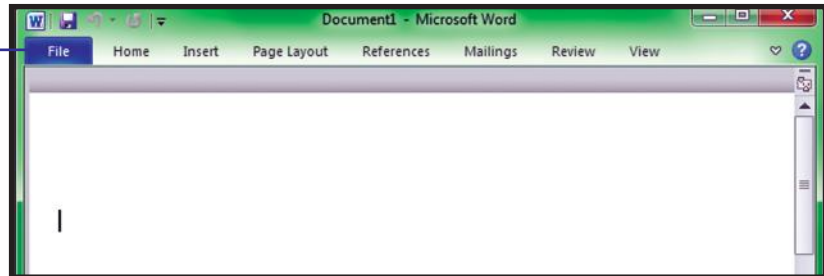 W Document1 - Microsoft Word
File Home Insert Page Layout References Mailings Review View ?